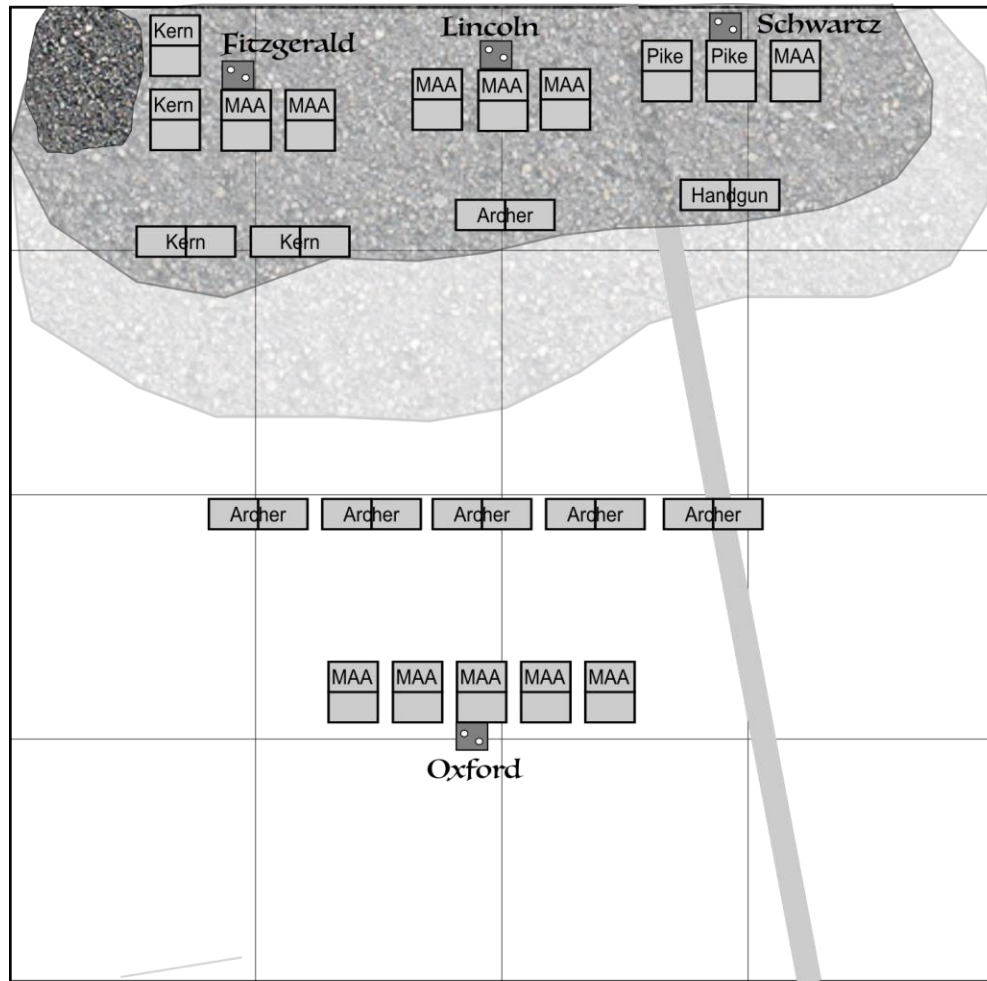 Kern
Fitzgerald
Lincoln
Schwartz
Pike Pike MAA
Kern MAA MAA
MAA MAA MAA
Handgun
Archer
Kern Kern
Archer Archer Archer Archer Archer
MAA MAA MAA MAA MAA
Oxford